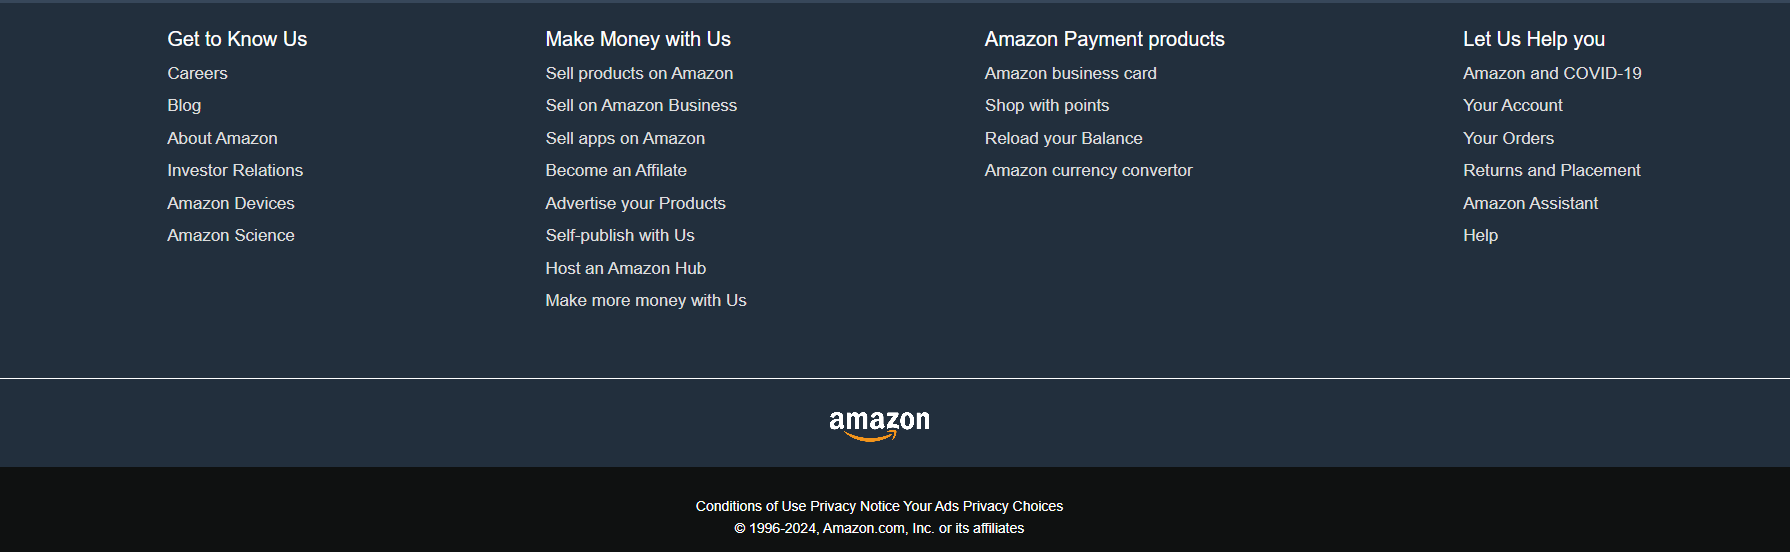 Get to Know Us
Careers
Blog
About Amazon
Investor Relations
Amazon Devices
Amazon Science
Make Money with Us
Sell products on Amazon
Sell on Amazon Business
Sell apps on Amazon
Become an Affilate
Advertise your Products
Self-publish with Us
Host an Amazon Hub
Make more money with Us
Amazon Payment products
Amazon business card
Shop with points
Reload your Balance
Amazon currency convertor
Let Us Help you
Amazon and COVID-19
Your Account
Your Orders
Returns and Placement
Amazon Assistant
Help
amazon
Conditions of Use Privacy Notice Your Ads Privacy Choices
© 1996-2024, Amazon.com, Inc. or its affiliates